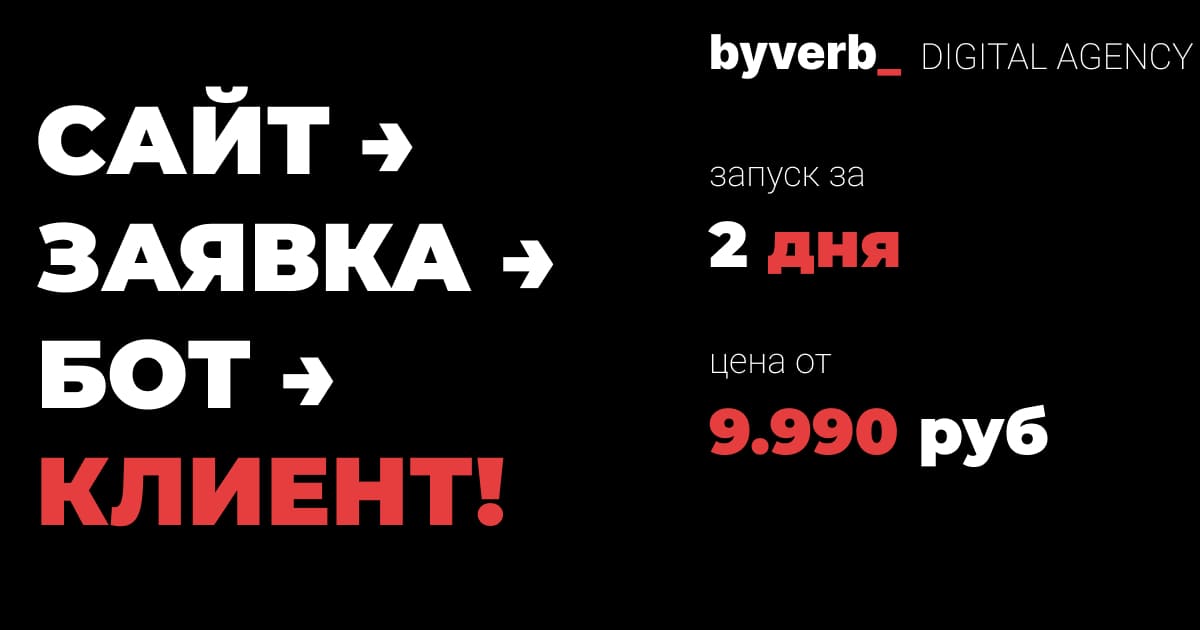 САЙТ →
ЗАЯВКА →
БОТ →
КЛИЕНТ!
byverb_ DIGITAL AGENCY
запуск за
2 дня
цена от
9.990 руб